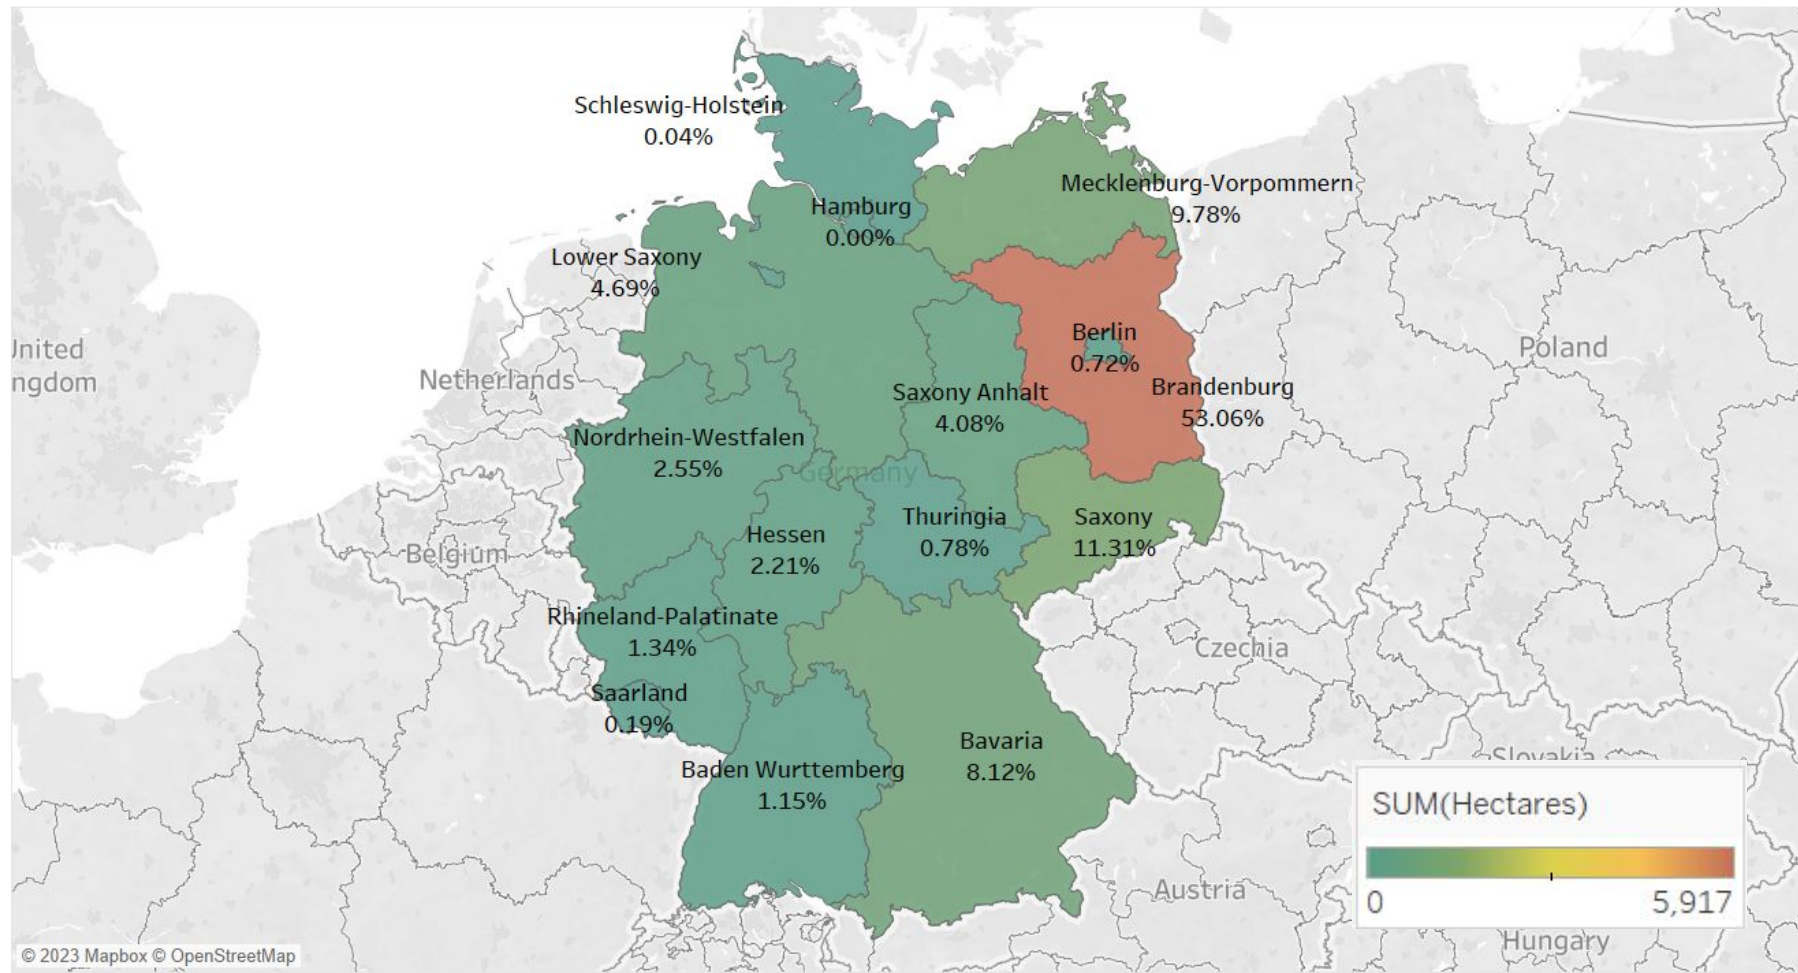 Schleswig-Holstein
0.04%
Mecklenburg-Vorpommern
9.78%
Hamburg
0.00%
Lower Saxony
4.69%
Berlin
0.72%
Brandenburg
53.06%
Saxony Anhalt
4.08%
Nordrhein-Westfalen
2.55%
Germany
Hessen
2.21%
Thuringia
0.78%
Saxony
11.31%
Rhineland-Palatinate
1.34%
Saarland
0.19%
Baden Wurttemberg
1.15%
Bavaria
8.12%
United
ngdom
Netherlands
Belgium
Poland
Czechia
Slovakia
Austria
Hungary
SUM(Hectares)
0 5,917
© 2023 Mapbox © OpenStreetMap